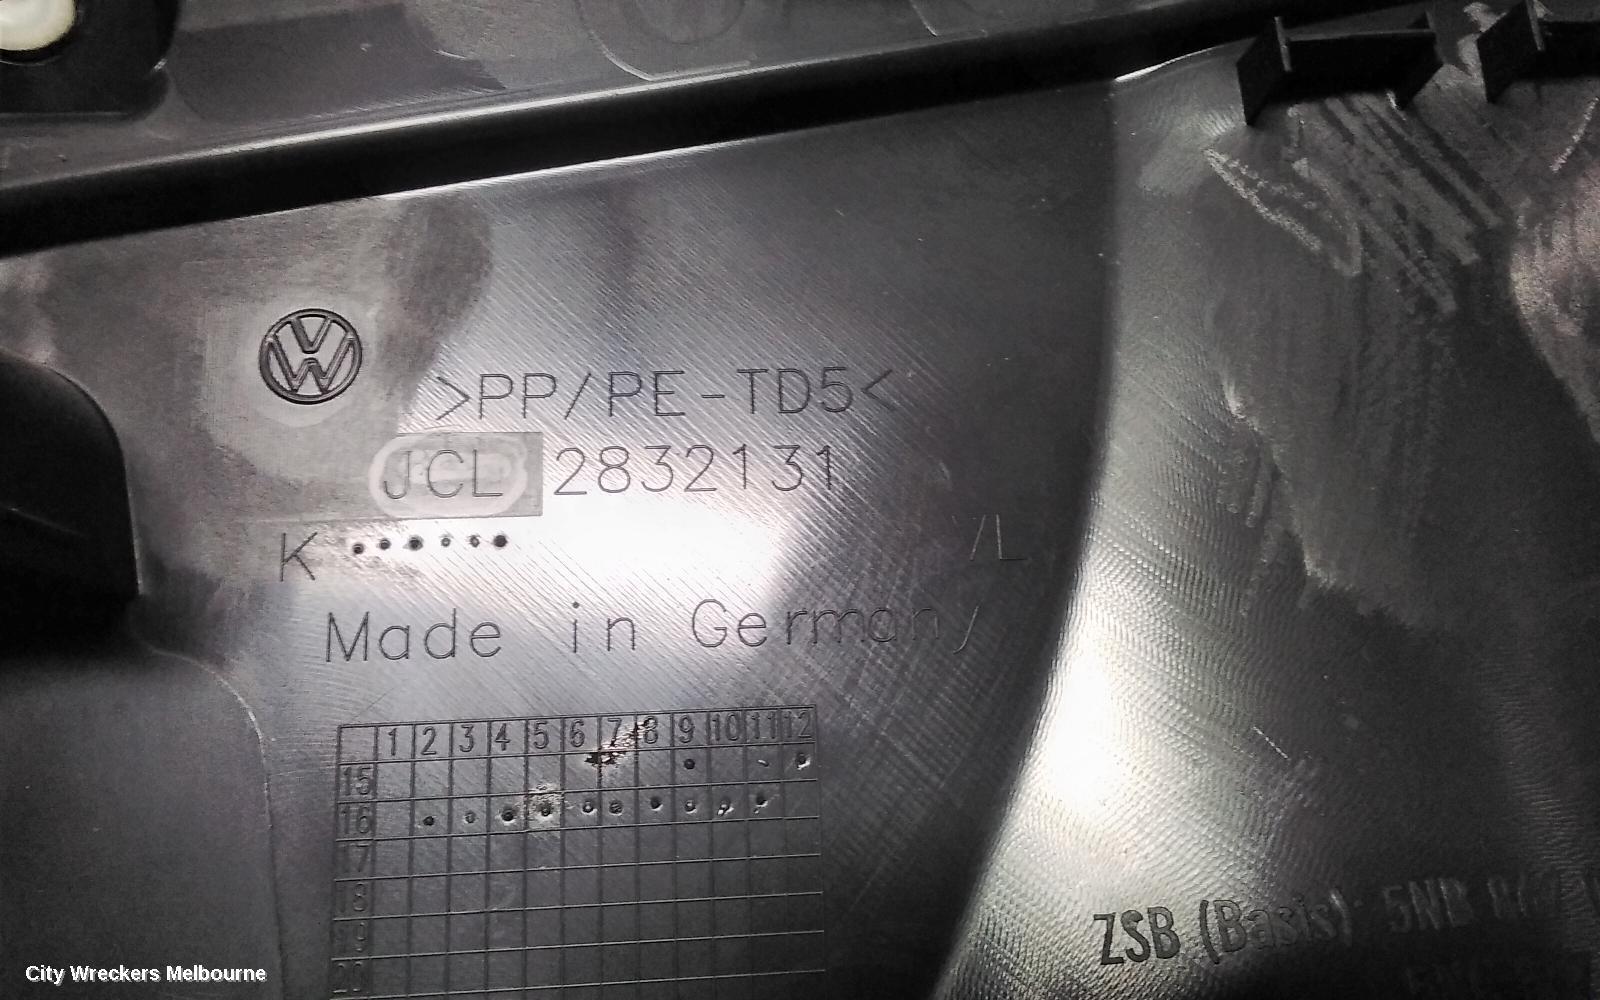 >PP/PE-TD5<
JCL 2832131
K
/L
Made in Germany
1 2 3 4 5 6 7 8 9 10 11 12
15
16
17
18
19
20
ZSB (Basis): 5NB
City Wreckers Melbourne